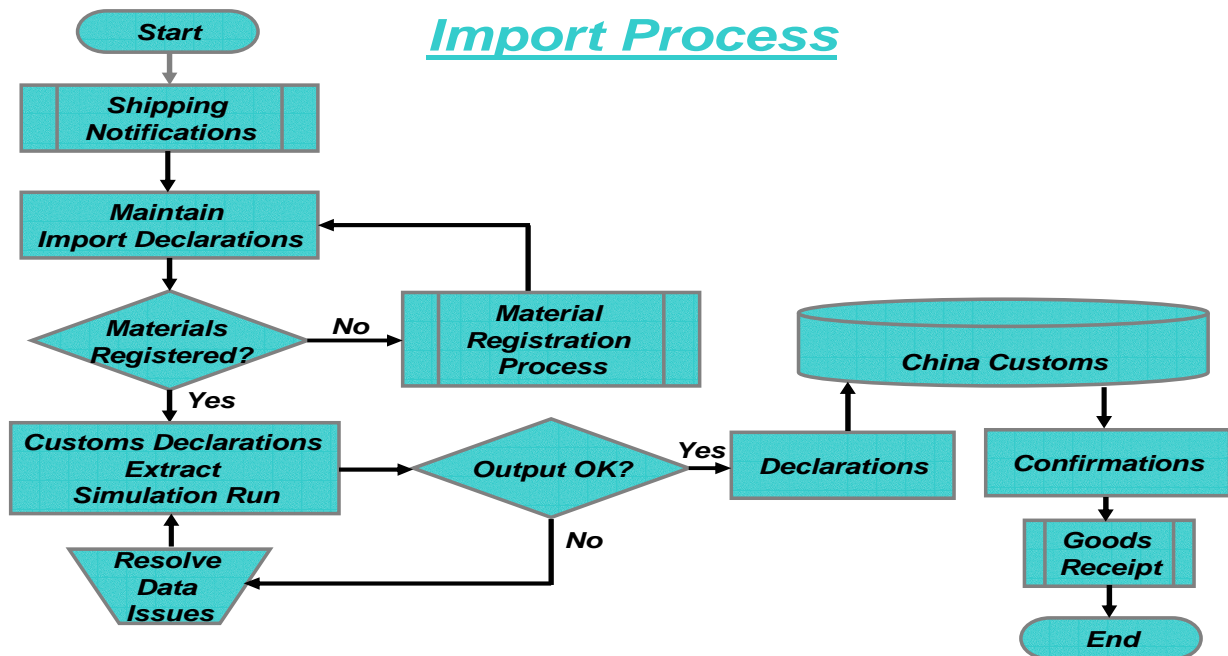 Import Process
Start
Shipping
Notifications
Maintain
Import Declarations
Materials
Registered?
No
Material
Registration
Process
Yes
Customs Declarations
Extract
Simulation Run
Output OK?
Yes
Declarations
China Customs
Confirmations
No
Resolve
Data
Issues
Goods
Receipt
End